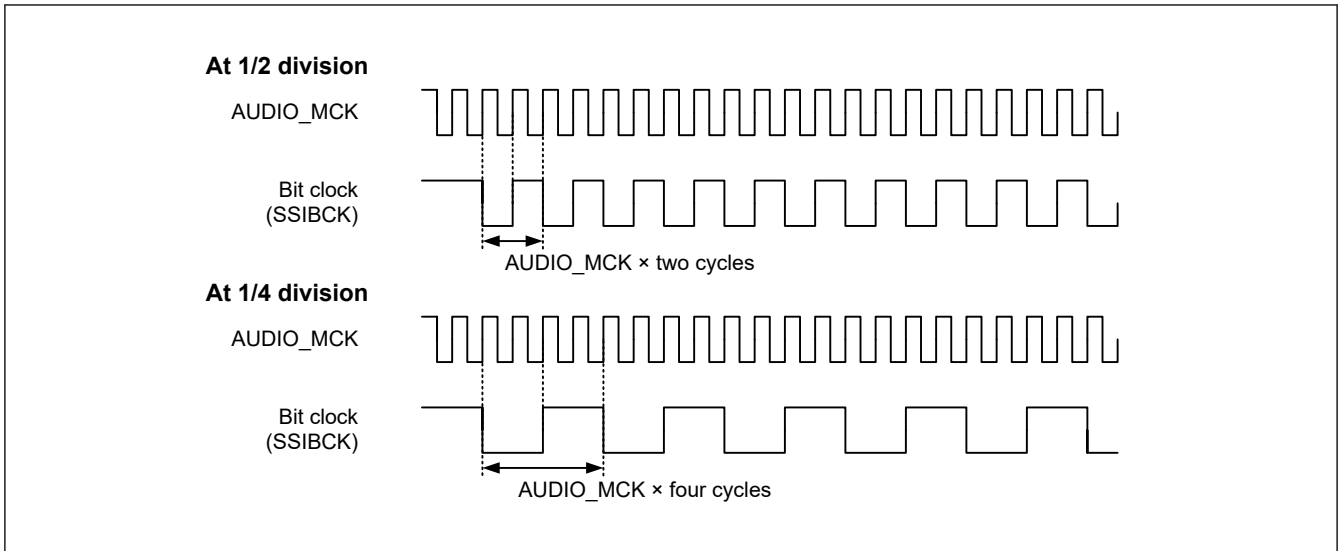 At 1/2 division
AUDIO_MCK
Bit clock
(SSIBCK)
AUDIO_MCK × two cycles
At 1/4 division
AUDIO_MCK
Bit clock
(SSIBCK)
AUDIO_MCK × four cycles